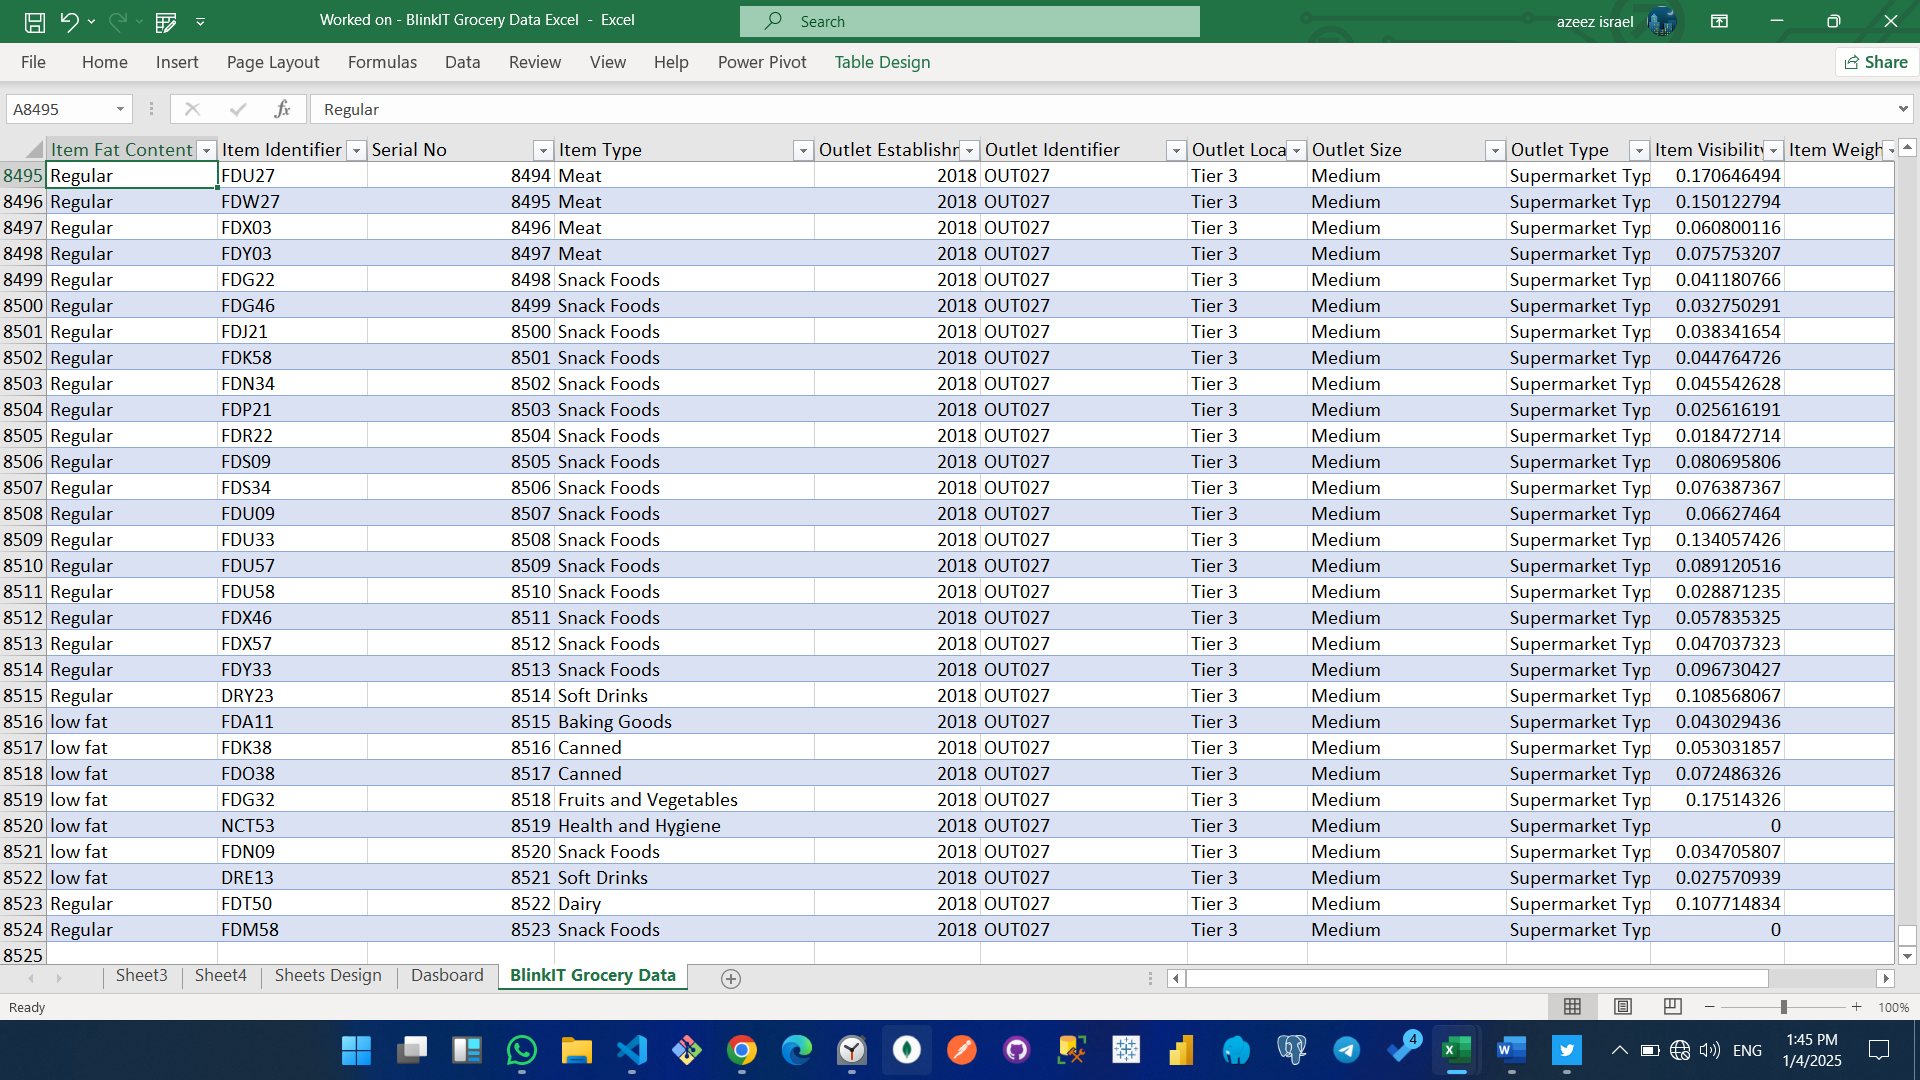 Worked on - BlinkIT Grocery Data Excel - Excel
Search
azeez israel
File Home Insert Page Layout Formulas Data Review View Help Power Pivot Table Design Share
A8495 fx Regular
Item Fat Content Item Identifier Serial No Item Type Outlet Establishr Outlet Identifier Outlet Loca Outlet Size Outlet Type Item Visibility Item Weigh
8495 Regular FDU27 8494 Meat 2018 OUT027 Tier 3 Medium Supermarket Typ 0.170646494
8496 Regular FDW27 8495 Meat 2018 OUT027 Tier 3 Medium Supermarket Typ 0.150122794
8497 Regular FDX03 8496 Meat 2018 OUT027 Tier 3 Medium Supermarket Typ 0.060800116
8498 Regular FDY03 8497 Meat 2018 OUT027 Tier 3 Medium Supermarket Typ 0.075753207
8499 Regular FDG22 8498 Snack Foods 2018 OUT027 Tier 3 Medium Supermarket Typ 0.041180766
8500 Regular FDG46 8499 Snack Foods 2018 OUT027 Tier 3 Medium Supermarket Typ 0.032750291
8501 Regular FDJ21 8500 Snack Foods 2018 OUT027 Tier 3 Medium Supermarket Typ 0.038341654
8502 Regular FDK58 8501 Snack Foods 2018 OUT027 Tier 3 Medium Supermarket Typ 0.044764726
8503 Regular FDN34 8502 Snack Foods 2018 OUT027 Tier 3 Medium Supermarket Typ 0.045542628
8504 Regular FDP21 8503 Snack Foods 2018 OUT027 Tier 3 Medium Supermarket Typ 0.025616191
8505 Regular FDR22 8504 Snack Foods 2018 OUT027 Tier 3 Medium Supermarket Typ 0.018472714
8506 Regular FDS09 8505 Snack Foods 2018 OUT027 Tier 3 Medium Supermarket Typ 0.080695806
8507 Regular FDS34 8506 Snack Foods 2018 OUT027 Tier 3 Medium Supermarket Typ 0.076387367
8508 Regular FDU09 8507 Snack Foods 2018 OUT027 Tier 3 Medium Supermarket Typ 0.06627464
8509 Regular FDU33 8508 Snack Foods 2018 OUT027 Tier 3 Medium Supermarket Typ 0.134057426
8510 Regular FDU57 8509 Snack Foods 2018 OUT027 Tier 3 Medium Supermarket Typ 0.089120516
8511 Regular FDU58 8510 Snack Foods 2018 OUT027 Tier 3 Medium Supermarket Typ 0.028871235
8512 Regular FDX46 8511 Snack Foods 2018 OUT027 Tier 3 Medium Supermarket Typ 0.057835325
8513 Regular FDX57 8512 Snack Foods 2018 OUT027 Tier 3 Medium Supermarket Typ 0.047037323
8514 Regular FDY33 8513 Snack Foods 2018 OUT027 Tier 3 Medium Supermarket Typ 0.096730427
8515 Regular DRY23 8514 Soft Drinks 2018 OUT027 Tier 3 Medium Supermarket Typ 0.108568067
8516 low fat FDA11 8515 Baking Goods 2018 OUT027 Tier 3 Medium Supermarket Typ 0.043029436
8517 low fat FDK38 8516 Canned 2018 OUT027 Tier 3 Medium Supermarket Typ 0.053031857
8518 low fat FDO38 8517 Canned 2018 OUT027 Tier 3 Medium Supermarket Typ 0.072486326
8519 low fat FDG32 8518 Fruits and Vegetables 2018 OUT027 Tier 3 Medium Supermarket Typ 0.17514326
8520 low fat NCT53 8519 Health and Hygiene 2018 OUT027 Tier 3 Medium Supermarket Typ 0
8521 low fat FDN09 8520 Snack Foods 2018 OUT027 Tier 3 Medium Supermarket Typ 0.034705807
8522 low fat DRE13 8521 Soft Drinks 2018 OUT027 Tier 3 Medium Supermarket Typ 0.027570939
8523 Regular FDT50 8522 Dairy 2018 OUT027 Tier 3 Medium Supermarket Typ 0.107714834
8524 Regular FDM58 8523 Snack Foods 2018 OUT027 Tier 3 Medium Supermarket Typ 0
8525
Sheet3 Sheet4 Sheets Design Dasboard BlinkIT Grocery Data
Ready 100%
4 ENG 1:45 PM
1/4/2025